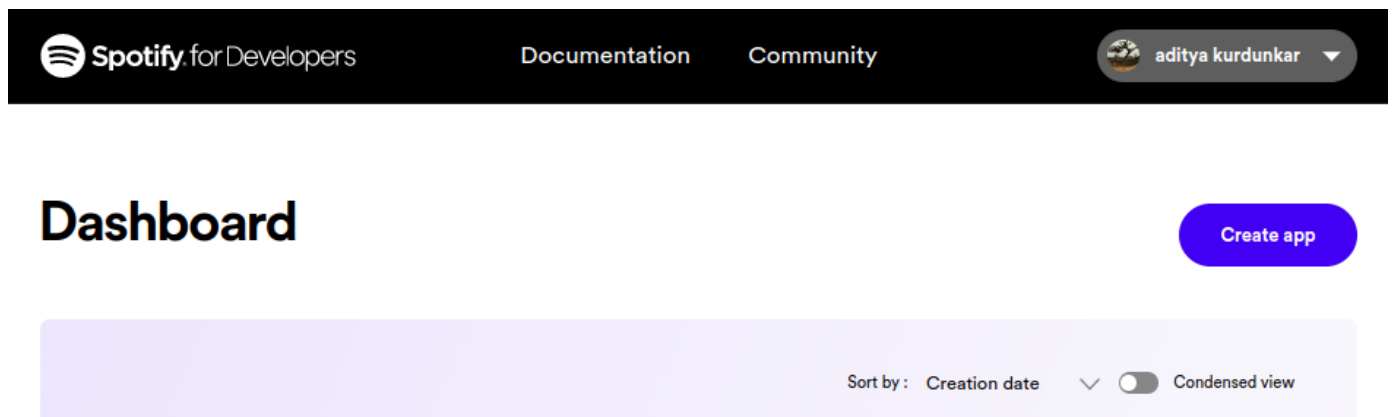 Spotify for Developers Documentation Community aditya kurdunkar
Dashboard
Create app
Sort by : Creation date Condensed view